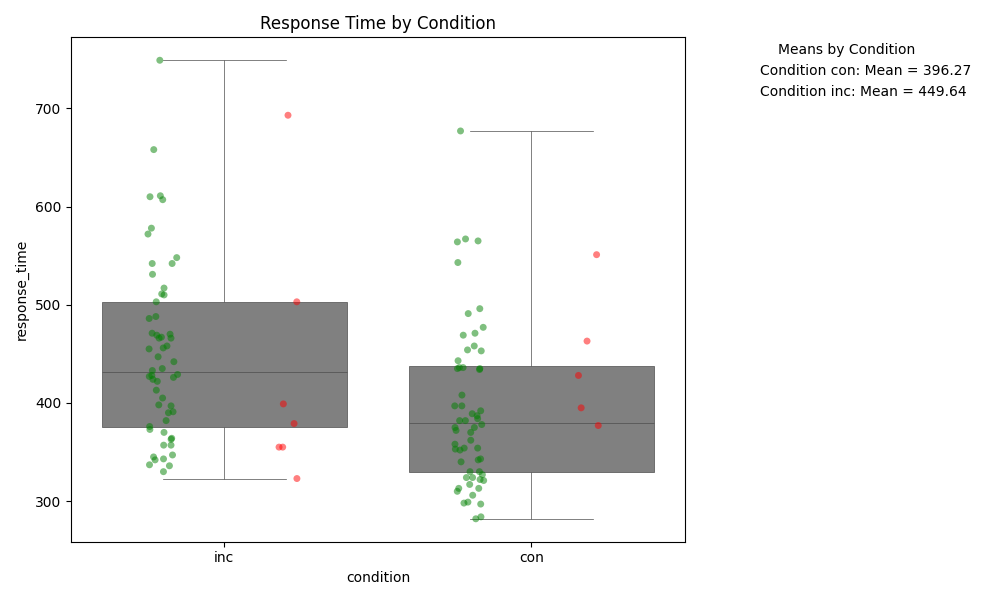 Response Time by Condition
Means by Condition
Condition con: Mean = 396.27
Condition inc: Mean = 449.64
700
600
500
400
300
response_time
inc con
condition